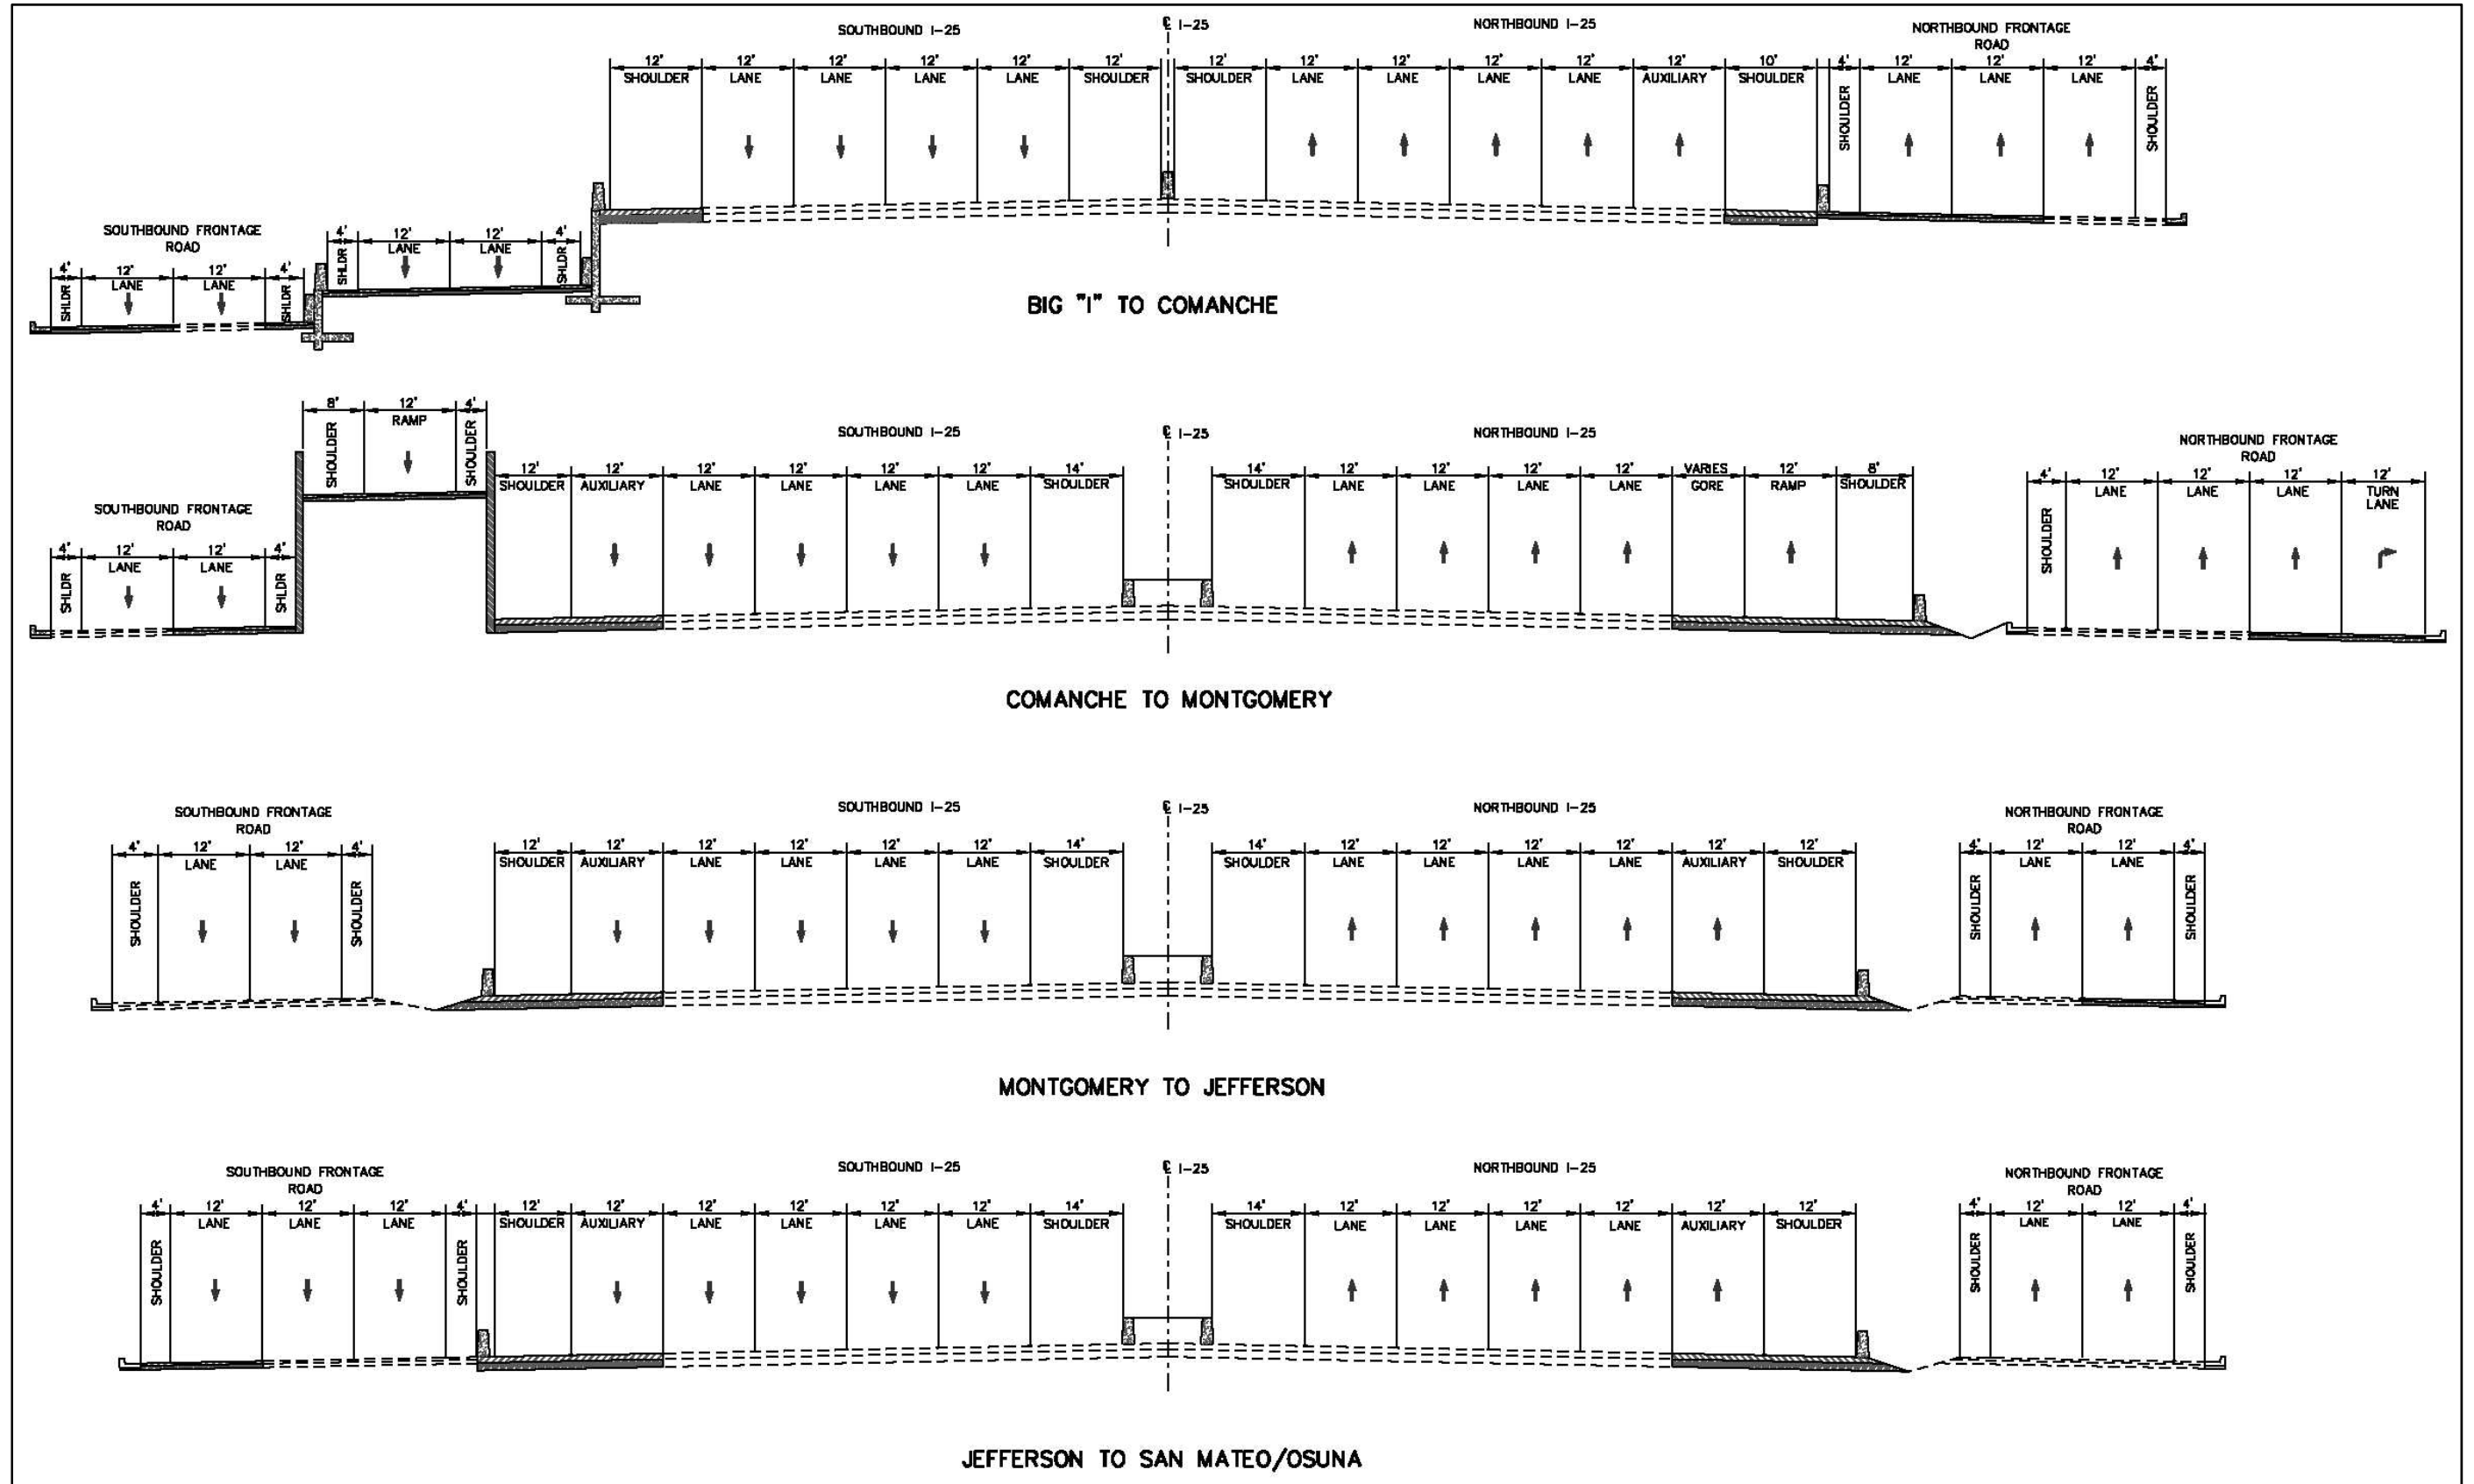 SOUTHBOUND I-25
℄ I-25
NORTHBOUND I-25
NORTHBOUND FRONTAGE
ROAD
12' 12' 12' 12' 12' 12' 12' 12' 12' 12' 12' 12' 10' 4' 12' 12' 12' 4'
SHOULDER LANE LANE LANE LANE SHOULDER SHOULDER LANE LANE LANE LANE AUXILIARY SHOULDER SHOULDER LANE LANE LANE SHOULDER
SOUTHBOUND FRONTAGE
ROAD
4' 12' 12' 4'
SHLDR LANE LANE SHLDR
4' 12' 12' 4'
SHLDR LANE LANE SHLDR
BIG "I" TO COMANCHE
8' 12' 4'
SHOULDER RAMP SHOULDER
SOUTHBOUND I-25
℄ I-25
NORTHBOUND I-25
NORTHBOUND FRONTAGE
ROAD
12' 12' 12' 12' 12' 12' 14' 14' 12' 12' 12' 12' VARIES 12' 8' 4' 12' 12' 12' 12'
SHOULDER AUXILIARY LANE LANE LANE LANE SHOULDER SHOULDER LANE LANE LANE LANE GORE RAMP SHOULDER SHOULDER LANE LANE LANE TURN
LANE
SOUTHBOUND FRONTAGE
ROAD
4' 12' 12' 4'
SHLDR LANE LANE SHLDR
COMANCHE TO MONTGOMERY
SOUTHBOUND FRONTAGE
ROAD
SOUTHBOUND I-25
℄ I-25
NORTHBOUND I-25
NORTHBOUND FRONTAGE
ROAD
4' 12' 12' 4' 12' 12' 12' 12' 12' 12' 14' 14' 12' 12' 12' 12' 12' 12' 4' 12' 12' 4'
SHOULDER LANE LANE SHOULDER SHOULDER AUXILIARY LANE LANE LANE LANE SHOULDER SHOULDER LANE LANE LANE LANE AUXILIARY SHOULDER SHOULDER LANE LANE SHOULDER
MONTGOMERY TO JEFFERSON
SOUTHBOUND FRONTAGE
ROAD
SOUTHBOUND I-25
℄ I-25
NORTHBOUND I-25
NORTHBOUND FRONTAGE
ROAD
4' 12' 12' 12' 4' 12' 12' 12' 12' 12' 12' 14' 14' 12' 12' 12' 12' 12' 12' 4' 12' 12' 4'
SHOULDER LANE LANE LANE SHOULDER SHOULDER AUXILIARY LANE LANE LANE LANE SHOULDER SHOULDER LANE LANE LANE LANE AUXILIARY SHOULDER SHOULDER LANE LANE SHOULDER
JEFFERSON TO SAN MATEO/OSUNA